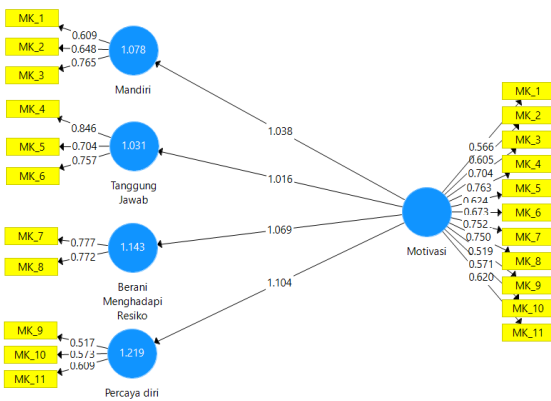 MK_1
MK_2
MK_3
0.609
0.648
0.765
1.078
Mandiri
MK_4
MK_5
MK_6
0.846
0.704
0.757
1.031
Tanggung
Jawab
MK_7
MK_8
0.777
0.772
1.143
Berani
Menghadapi
Resiko
MK_9
MK_10
MK_11
0.517
0.573
0.609
1.219
Percaya diri
1.038
1.016
1.069
1.104
Motivasi
0.566
0.605
0.704
0.763
0.624
0.673
0.752
0.750
0.519
0.571
0.620
MK_1
MK_2
MK_3
MK_4
MK_5
MK_6
MK_7
MK_8
MK_9
MK_10
MK_11